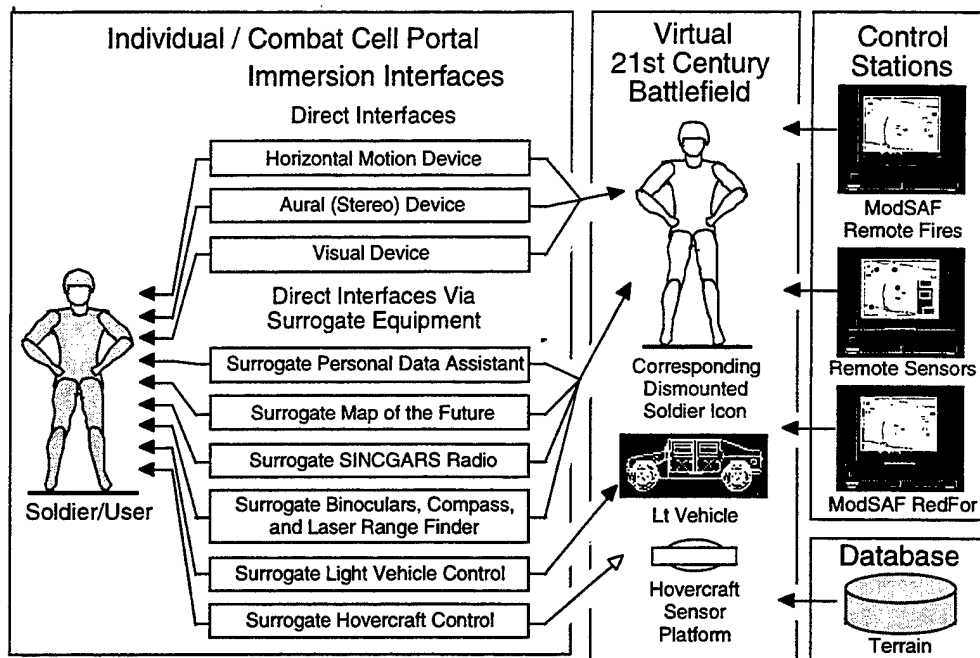 Individual / Combat Cell Portal
Immersion Interfaces
Direct Interfaces
Horizontal Motion Device
Aural (Stereo) Device
Visual Device
Direct Interfaces Via
Surrogate Equipment
Surrogate Personal Data Assistant
Surrogate Map of the Future
Surrogate SINCGARS Radio
Surrogate Binoculars, Compass,
and Laser Range Finder
Surrogate Light Vehicle Control
Surrogate Hovercraft Control
Soldier/User
Virtual
21st Century
Battlefield
Corresponding
Dismounted
Soldier Icon
Lt Vehicle
Hovercraft
Sensor
Platform
Control
Stations
ModSAF
Remote Fires
Remote Sensors
ModSAF RedFor
Database
Terrain